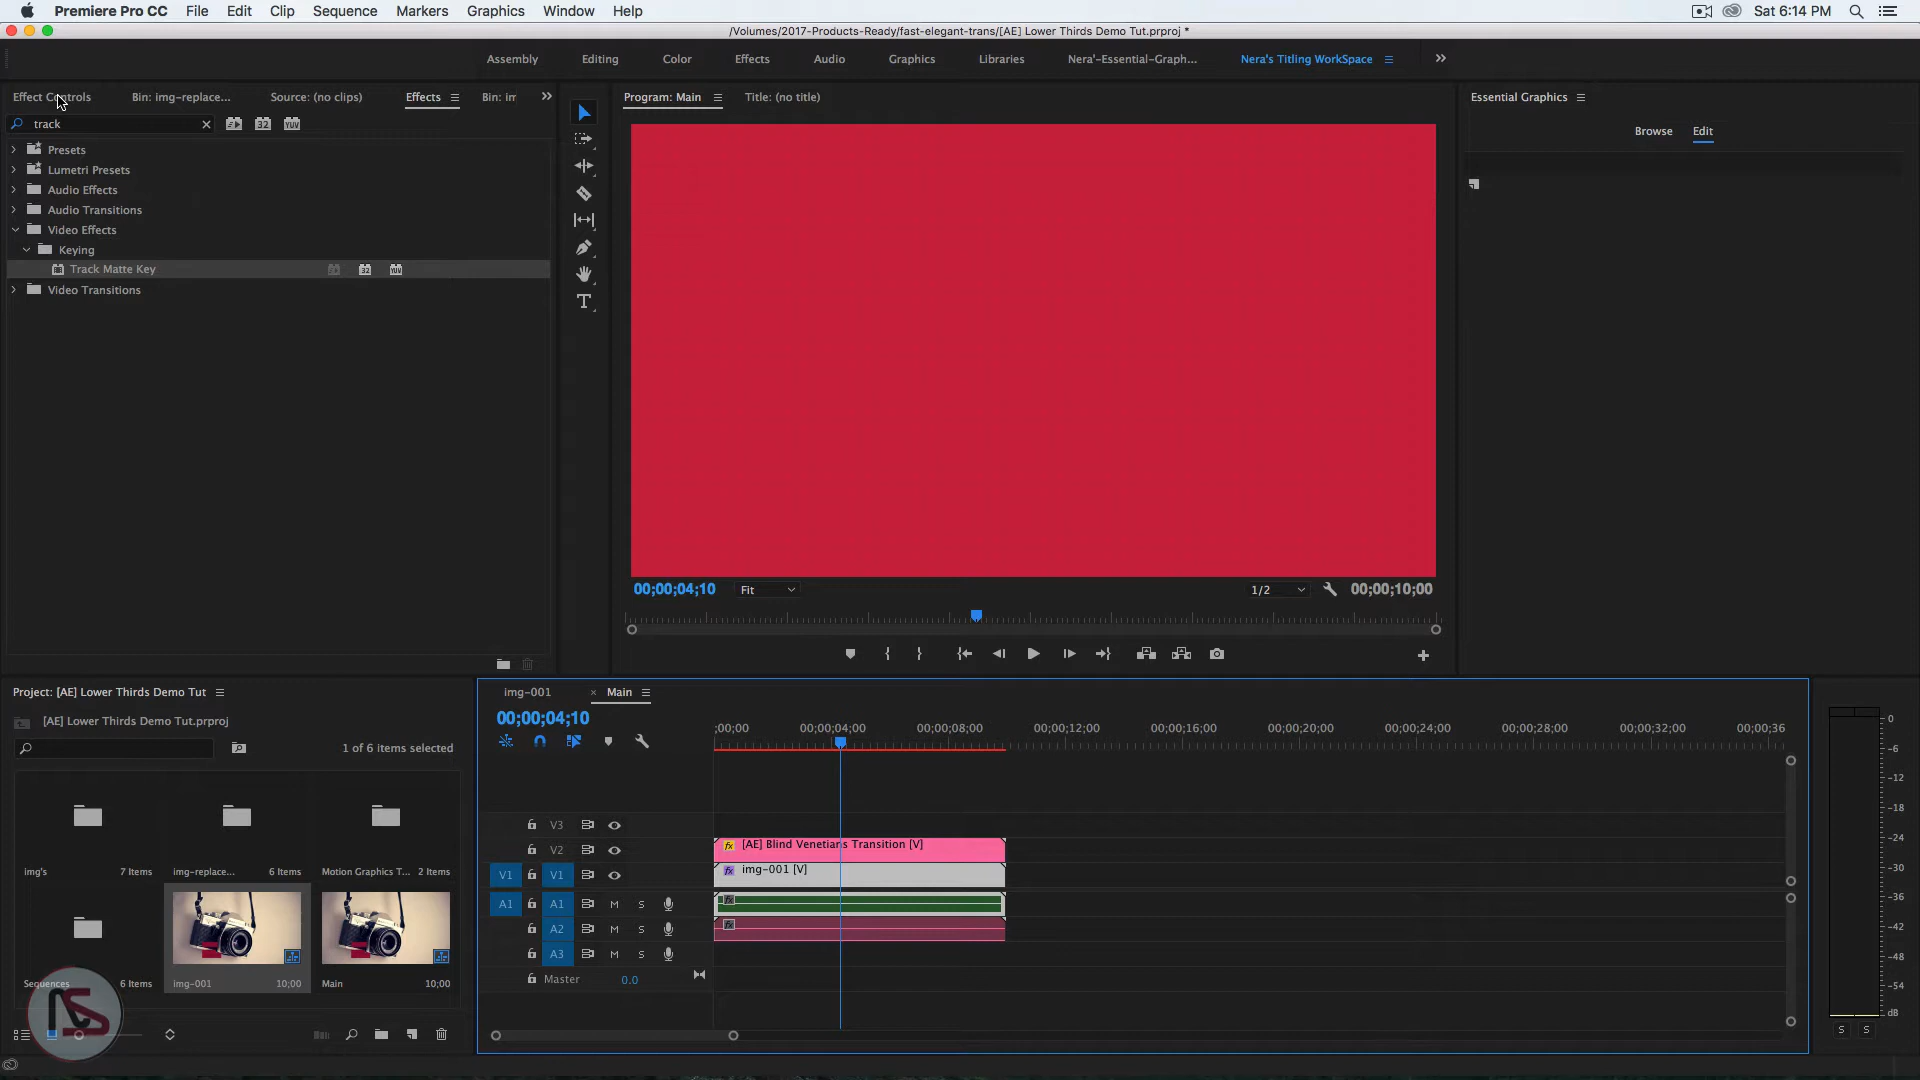 Premiere Pro CC File Edit Clip Sequence Markers Graphics Window Help Sat 6:14 PM
/Volumes/2017-Products-Ready/fast-elegant-trans/[AE] Lower Thirds Demo Tut.prproj *
Assembly Editing Color Effects Audio Graphics Libraries Nera'-Essential-Graph... Nera's Titling WorkSpace
Effect Controls Bin: img-replace... Source: (no clips) Effects Bin: im Program: Main Title: (no title) Essential Graphics
track 32 YUV
Browse Edit
Presets
Lumetri Presets
Audio Effects
Audio Transitions
Video Effects
Keying
Track Matte Key 32 YUV
Video Transitions
00;00;04;10 Fit 1/2 00;00;10;00
Project: [AE] Lower Thirds Demo Tut
[AE] Lower Thirds Demo Tut.prproj
1 of 6 items selected
img's 7 Items
img-replace... 6 Items
Motion Graphics T... 2 Items
Sequences 6 Items
img-001 10;00
Main 10;00
img-001 × Main
00;00;04;10
;00;00 00;00;04;00 00;00;08;00 00;00;12;00 00;00;16;00 00;00;20;00 00;00;24;00 00;00;28;00 00;00;32;00 00;00;36
V3
V2 fx [AE] Blind Venetians Transition [V]
V1 V1 fx img-001 [V]
A1 A1 M S
A2 M S
A3 M S
Master 0.0
0
-6
-12
-18
-24
-30
-36
-42
-48
-54
dB
S S